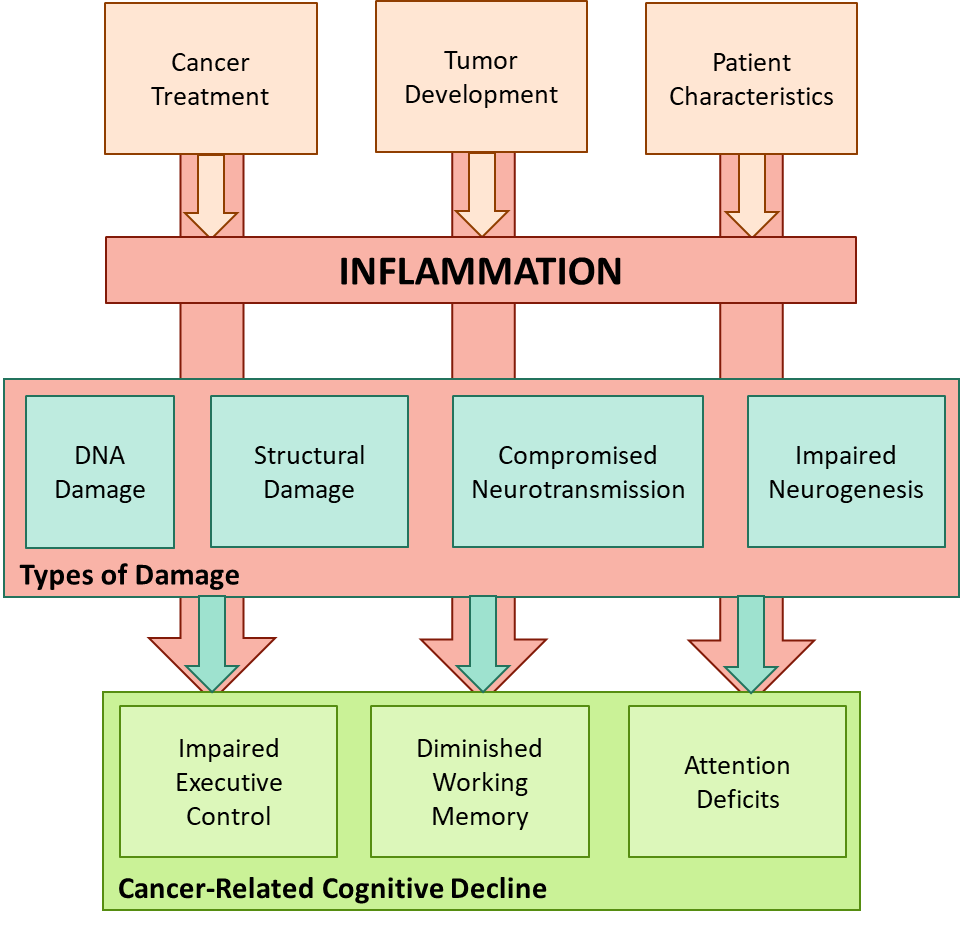 Cancer
Treatment
Tumor
Development
Patient
Characteristics
INFLAMMATION
DNA
Damage
Structural
Damage
Compromised
Neurotransmission
Impaired
Neurogenesis
Types of Damage
Impaired
Executive
Control
Diminished
Working
Memory
Attention
Deficits
Cancer-Related Cognitive Decline